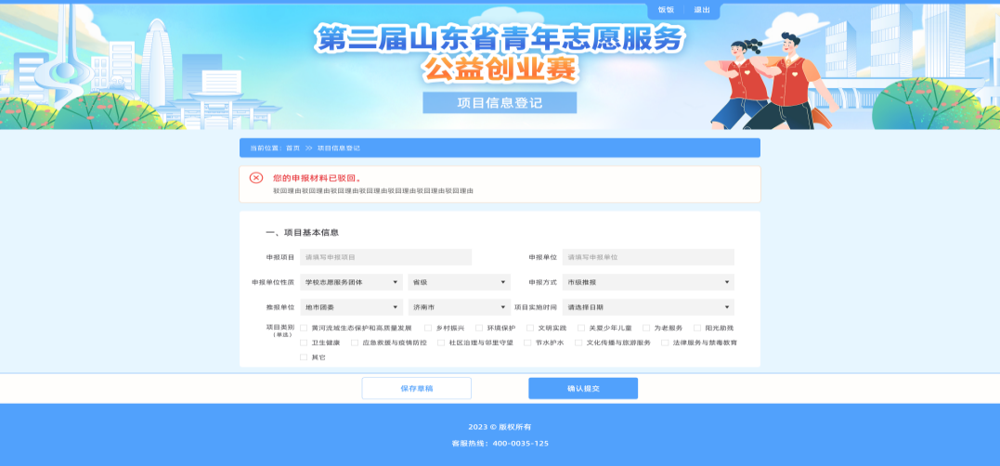 饭饭 退出
第二届山东省青年志愿服务
公益创业赛
项目信息登记
当前位置：首页 >> 项目信息登记
您的申报材料已驳回。
驳回理由驳回理由驳回理由驳回理由驳回理由驳回理由驳回理由
一、项目基本信息
申报项目 请填写申报项目 申报单位 请填写申报单位
申报单位性质 学校志愿服务团体 省级 申报方式 市级推报
推报单位 地市团委 济南市 项目实施时间 请选择日期
项目类别 黄河流域生态保护和高质量发展 乡村振兴 环境保护 文明实践 关爱少年儿童 为老服务 阳光助残
（单选）
卫生健康 应急救援与疫情防控 社区治理与邻里守望 节水护水 文化传播与旅游服务 法律服务与禁毒教育
其它
保存草稿 确认提交
2023 © 版权所有
客服热线：400-0035-125